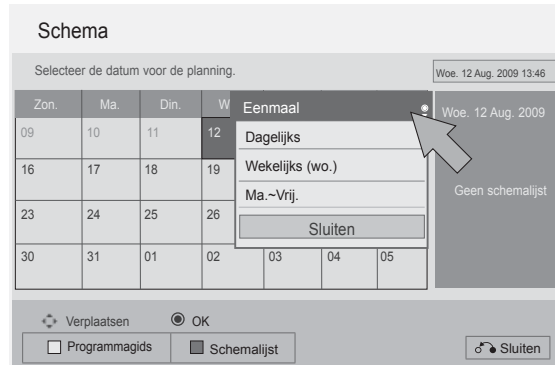 Schema
Selecteer de datum voor de planning.
Woe. 12 Aug. 2009 13:46
Zon. Ma. Din. W
09 10 11 12
16 17 18 19
23 24 25 26
30 31 01 02 03 04 05
Eenmaal
Dagelijks
Wekelijks (wo.)
Ma.~Vrij.
Sluiten
Woe. 12 Aug. 2009
Geen schemalijst
Verplaatsen OK
Programmagids Schemalijst Sluiten